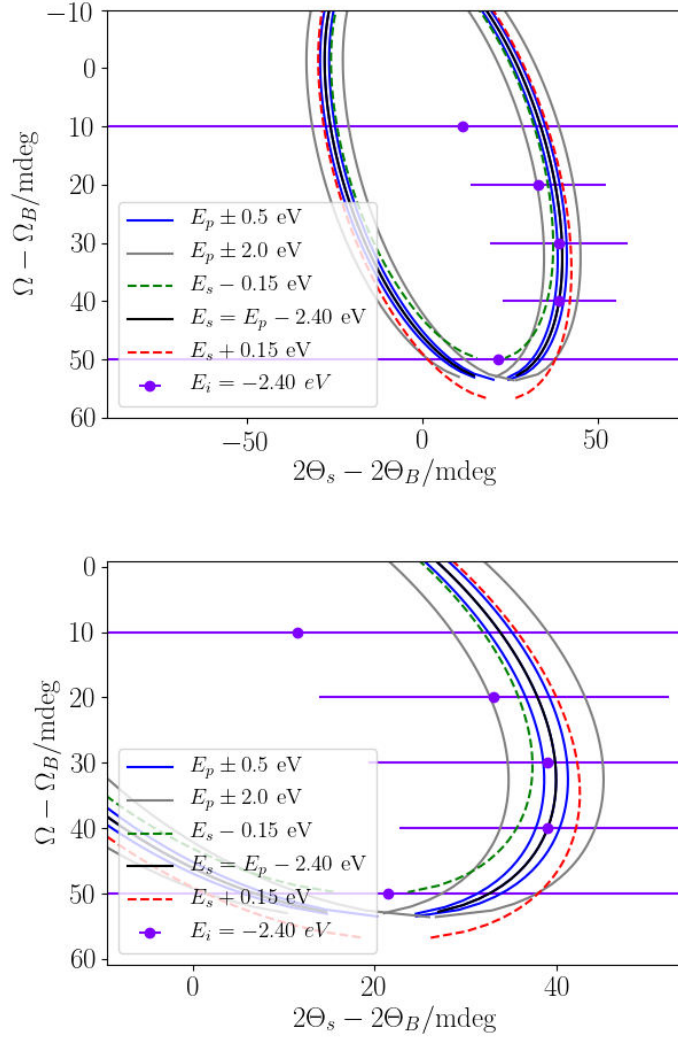 −10
0
10
20
30
40
50
60
Ω − Ω_B/mdeg
E_p ± 0.5 eV
E_p ± 2.0 eV
E_s − 0.15 eV
E_s = E_p − 2.40 eV
E_s + 0.15 eV
E_i = −2.40 eV
−50 0 50
2Θ_s − 2Θ_B/mdeg
0
10
20
30
40
50
60
Ω − Ω_B/mdeg
E_p ± 0.5 eV
E_p ± 2.0 eV
E_s − 0.15 eV
E_s = E_p − 2.40 eV
E_s + 0.15 eV
E_i = −2.40 eV
0 20 40
2Θ_s − 2Θ_B/mdeg